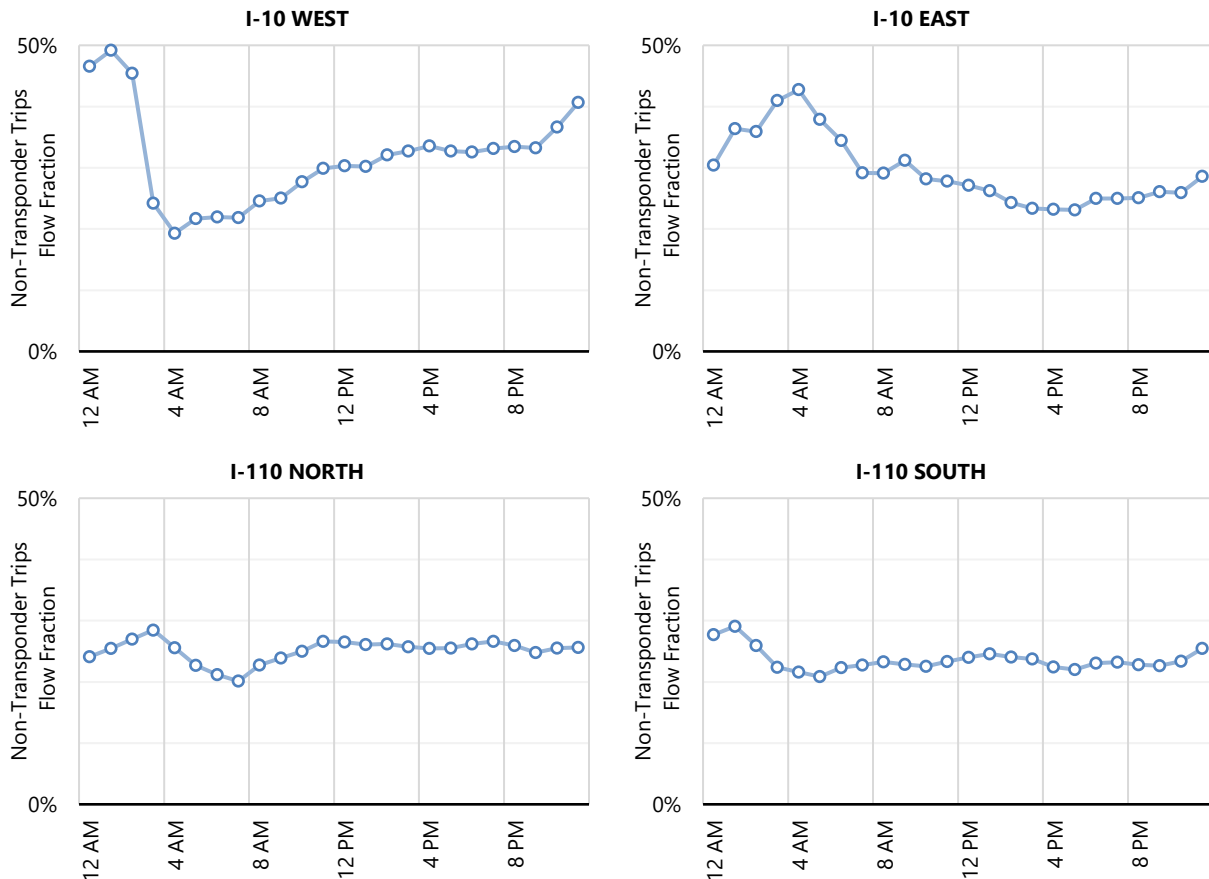 I-10 WEST
Non-Transponder Trips
Flow Fraction
50%
0%
12 AM
4 AM
8 AM
12 PM
4 PM
8 PM
I-10 EAST
Non-Transponder Trips
Flow Fraction
50%
0%
12 AM
4 AM
8 AM
12 PM
4 PM
8 PM
I-110 NORTH
Non-Transponder Trips
Flow Fraction
50%
0%
12 AM
4 AM
8 AM
12 PM
4 PM
8 PM
I-110 SOUTH
Non-Transponder Trips
Flow Fraction
50%
0%
12 AM
4 AM
8 AM
12 PM
4 PM
8 PM